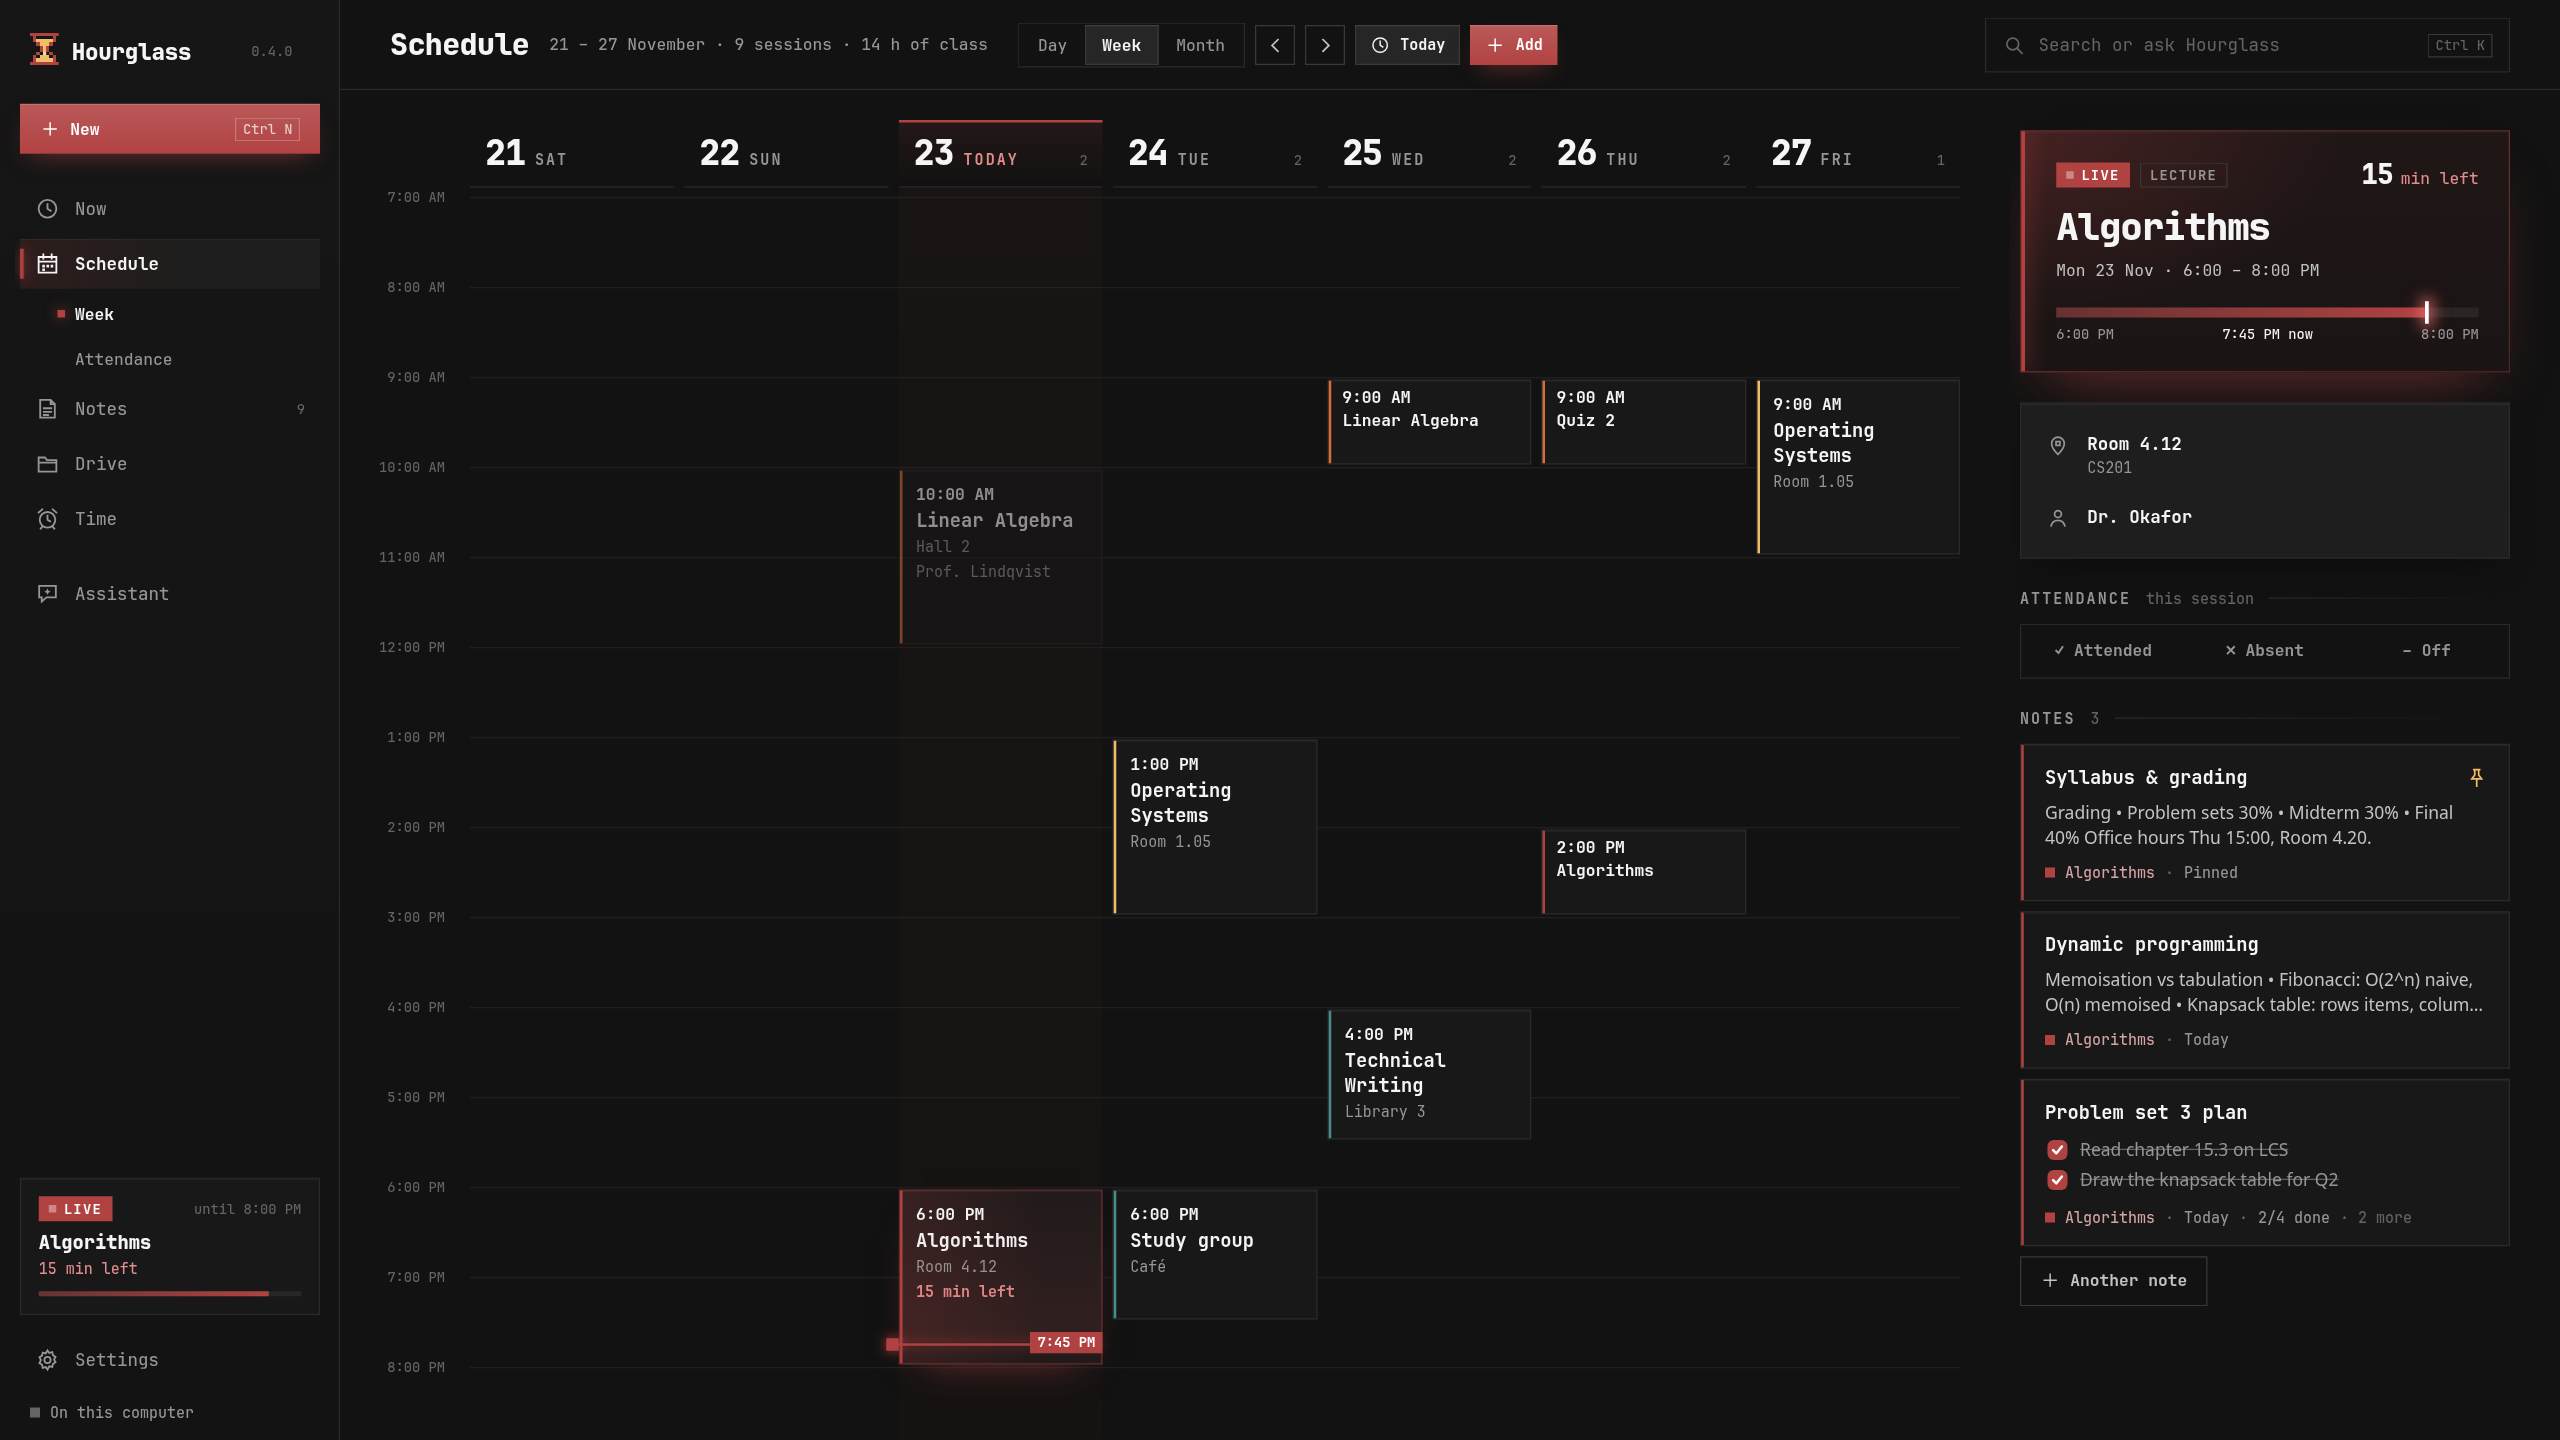 Hourglass 0.4.0
New Ctrl N
Now
Schedule
Week
Attendance
Notes 9
Drive
Time
Assistant
LIVE until 8:00 PM
Algorithms
15 min left
Settings
On this computer
Schedule 21 – 27 November · 9 sessions · 14 h of class
Day Week Month Today Add
Search or ask Hourglass Ctrl K
21 SAT
22 SUN
23 TODAY 2
24 TUE 2
25 WED 2
26 THU 2
27 FRI 1
7:00 AM
8:00 AM
9:00 AM
10:00 AM
11:00 AM
12:00 PM
1:00 PM
2:00 PM
3:00 PM
4:00 PM
5:00 PM
6:00 PM
7:00 PM
8:00 PM
10:00 AM
Linear Algebra
Hall 2
Prof. Lindqvist
6:00 PM
Algorithms
Room 4.12
15 min left
7:45 PM
1:00 PM
Operating
Systems
Room 1.05
6:00 PM
Study group
Café
9:00 AM
Linear Algebra
4:00 PM
Technical
Writing
Library 3
9:00 AM
Quiz 2
2:00 PM
Algorithms
9:00 AM
Operating
Systems
Room 1.05
LIVE LECTURE 15 min left
Algorithms
Mon 23 Nov · 6:00 – 8:00 PM
6:00 PM 7:45 PM now 8:00 PM
Room 4.12
CS201
Dr. Okafor
ATTENDANCE this session
✓ Attended × Absent – Off
NOTES 3
Syllabus & grading
Grading • Problem sets 30% • Midterm 30% • Final
40% Office hours Thu 15:00, Room 4.20.
Algorithms · Pinned
Dynamic programming
Memoisation vs tabulation • Fibonacci: O(2^n) naive,
O(n) memoised • Knapsack table: rows items, colum…
Algorithms · Today
Problem set 3 plan
Read chapter 15.3 on LCS
Draw the knapsack table for Q2
Algorithms · Today · 2/4 done · 2 more
Another note